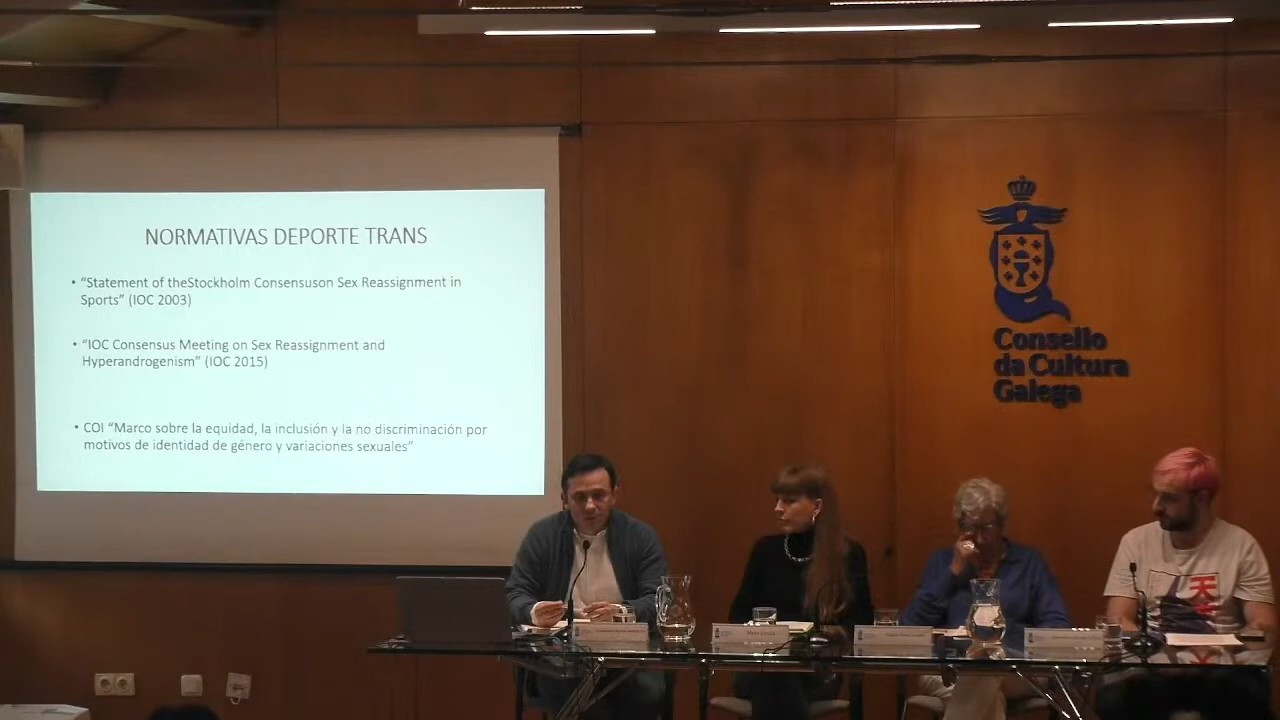 NORMATIVAS DEPORTE TRANS
• “Statement of theStockholm Consensuson Sex Reassignment in
Sports” (IOC 2003)
• “IOC Consensus Meeting on Sex Reassignment and
Hyperandrogenism” (IOC 2015)
• COI “Marco sobre la equidad, la inclusión y la no discriminación por
motivos de identidad de género y variaciones sexuales”
Consello
da Cultura
Galega